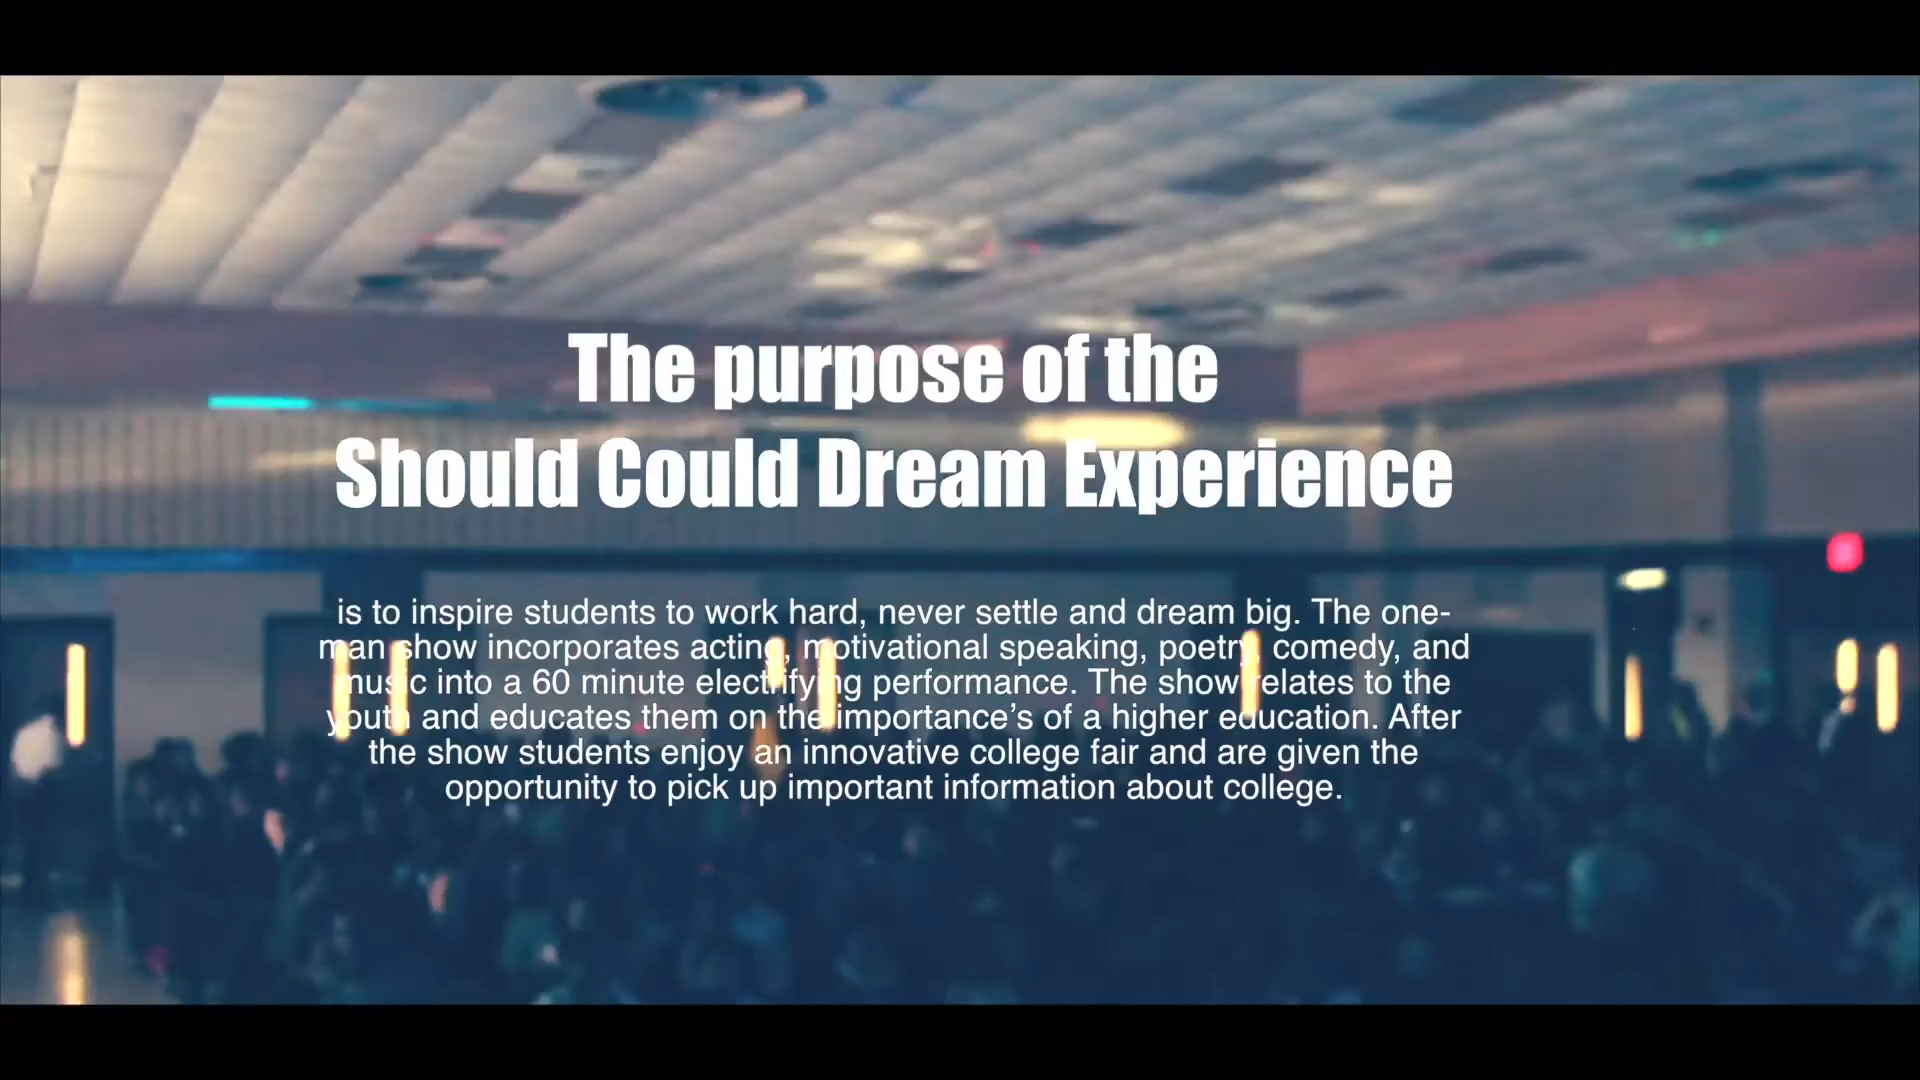 The purpose of the
Should Could Dream Experience
is to inspire students to work hard, never settle and dream big. The one-
man show incorporates acting, motivational speaking, poetry, comedy, and
music into a 60 minute electrifying performance. The show relates to the
youth and educates them on the importance’s of a higher education. After
the show students enjoy an innovative college fair and are given the
opportunity to pick up important information about college.